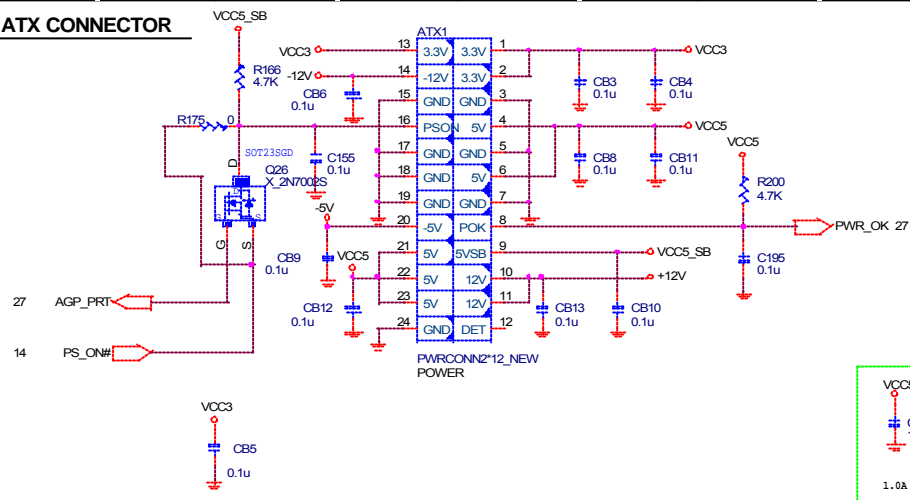 ATX CONNECTOR
VCC5_SB
R166
4.7K
R175 0
SOT23SGD
D
Q26
X_2N7002S
G S
G
S
27 AGP_PRT
14 PS_ON#
VCC3
-12V
CB6
0.1u
C155
0.1u
-5V
CB9
0.1u
VCC5
CB12
0.1u
ATX1
13 3.3V 3.3V 1
14 -12V 3.3V 2
15 GND GND 3
16 PSON 5V 4
17 GND GND 5
18 GND 5V 6
19 GND GND 7
20 -5V POK 8
21 5V 5VSB 9
22 5V 12V 10
23 5V 12V 11
24 GND DET 12
PWRCONN2*12_NEW
POWER
VCC3
CB3
0.1u
CB4
0.1u
VCC5
CB8
0.1u
CB11
0.1u
VCC5
R200
4.7K
PWR_OK 27
C195
0.1u
VCC5_SB
+12V
CB13
0.1u
CB10
0.1u
VCC3
CB5
0.1u
1.0A